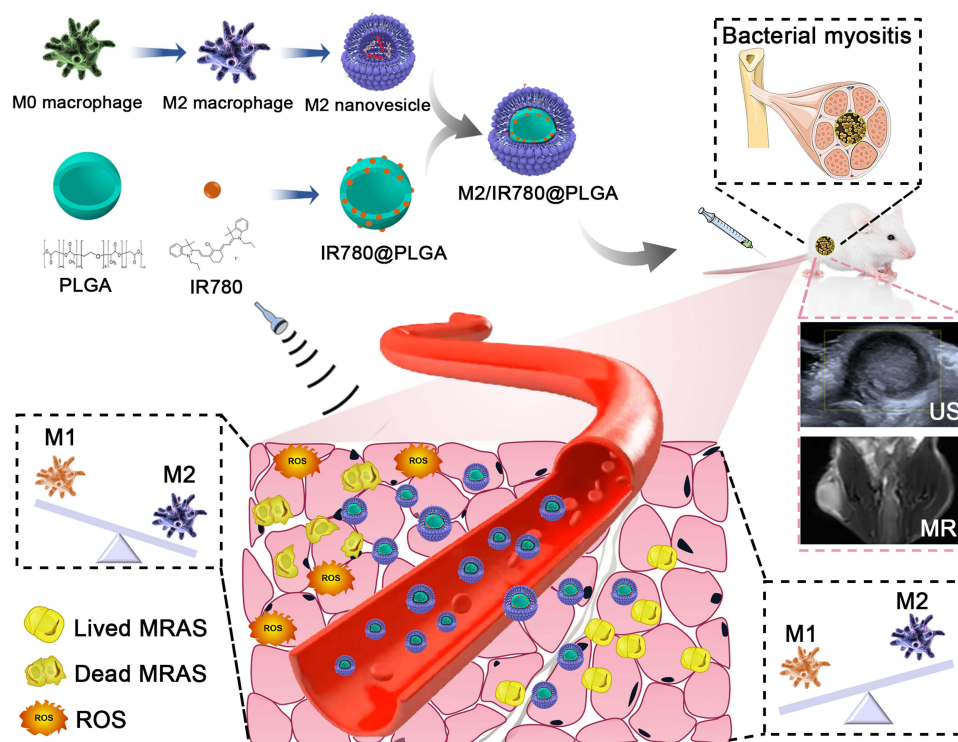 Bacterial myositis
M0 macrophage
M2 macrophage
M2 nanovesicle
M2/IR780@PLGA
IR780@PLGA
PLGA
IR780
US
MR
M1
M2
ROS
ROS
ROS
ROS
M2
M1
Lived MRAS
Dead MRAS
ROS
ROS